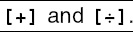 [+] and [÷].